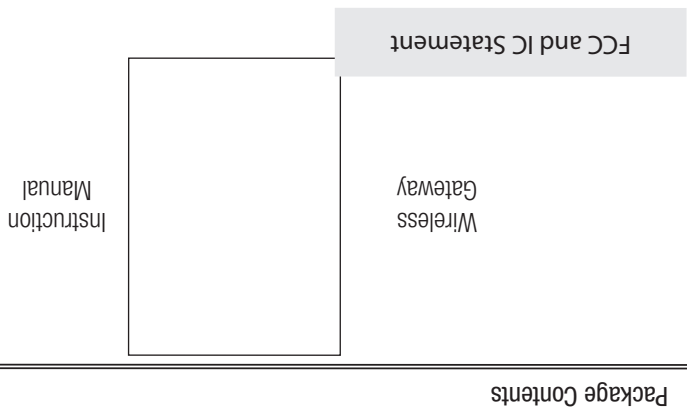 Package Contents
Wireless
Gateway
Instruction
Manual
FCC and IC Statement